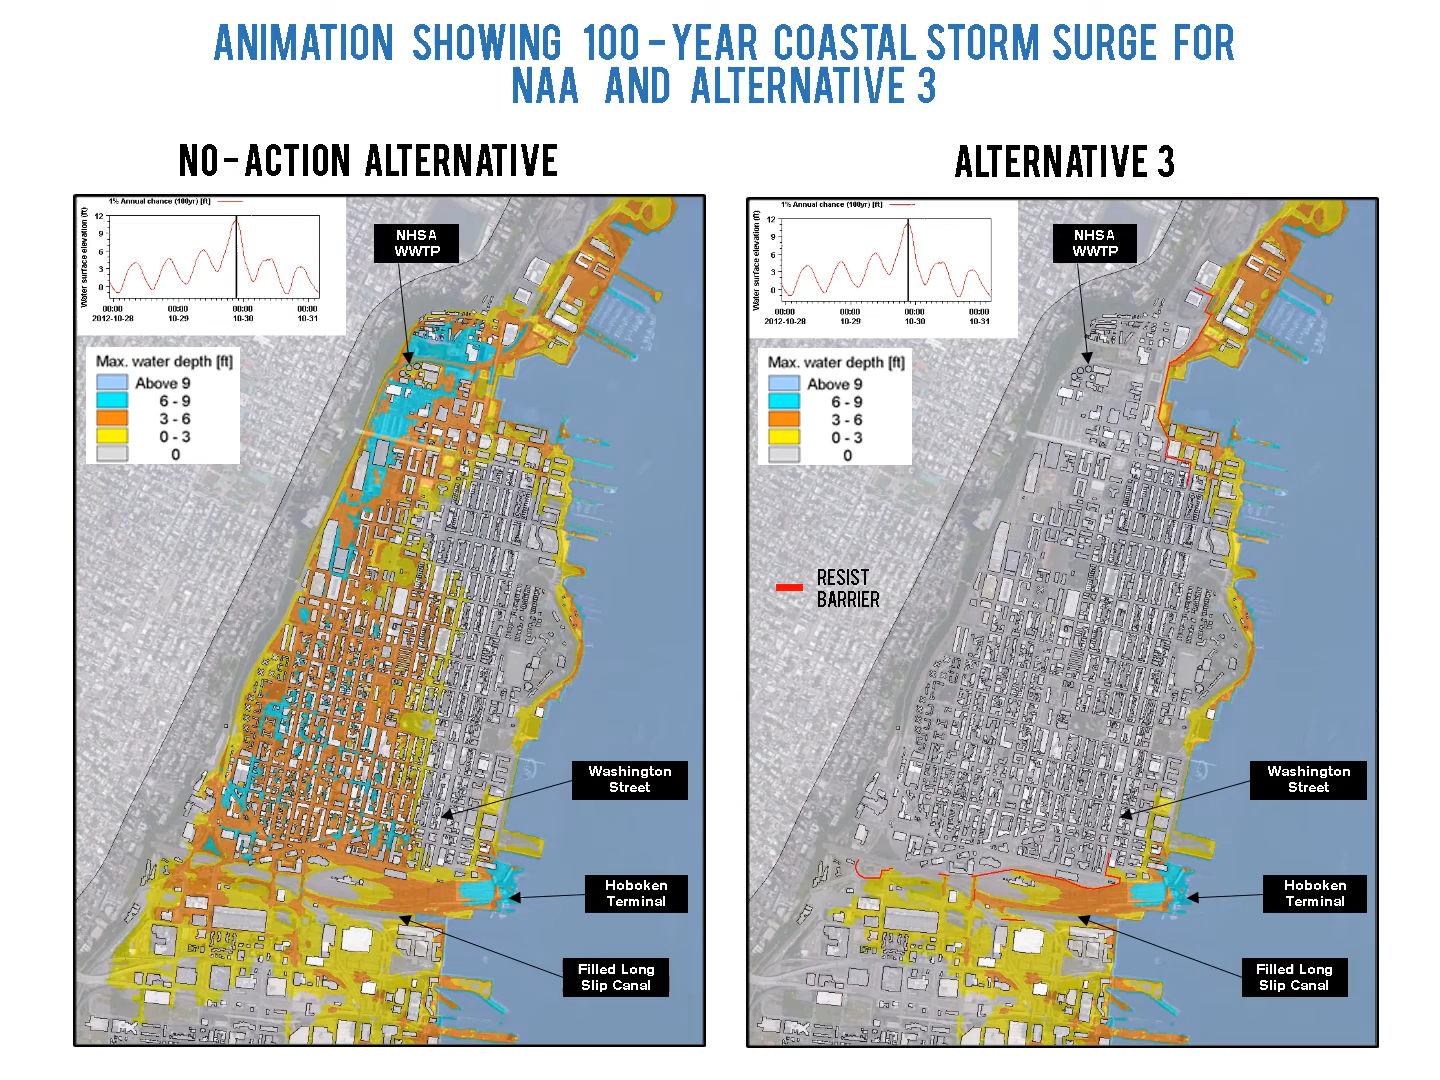 ANIMATION SHOWING 100-YEAR COASTAL STORM SURGE FOR
NAA AND ALTERNATIVE 3
NO-ACTION ALTERNATIVE
1% Annual chance (100yr) [ft]
Water surface elevation (ft)
12
9
6
3
0
00:00 00:00 00:00 00:00
2012-10-28 10-29 10-30 10-31
Max. water depth [ft]
Above 9
6 - 9
3 - 6
0 - 3
0
NHSA
WWTP
Washington
Street
Hoboken
Terminal
Filled Long
Slip Canal
ALTERNATIVE 3
1% Annual chance (100yr) [ft]
Water surface elevation (ft)
12
9
6
3
0
00:00 00:00 00:00 00:00
2012-10-28 10-29 10-30 10-31
Max. water depth [ft]
Above 9
6 - 9
3 - 6
0 - 3
0
NHSA
WWTP
RESIST
BARRIER
Washington
Street
Hoboken
Terminal
Filled Long
Slip Canal